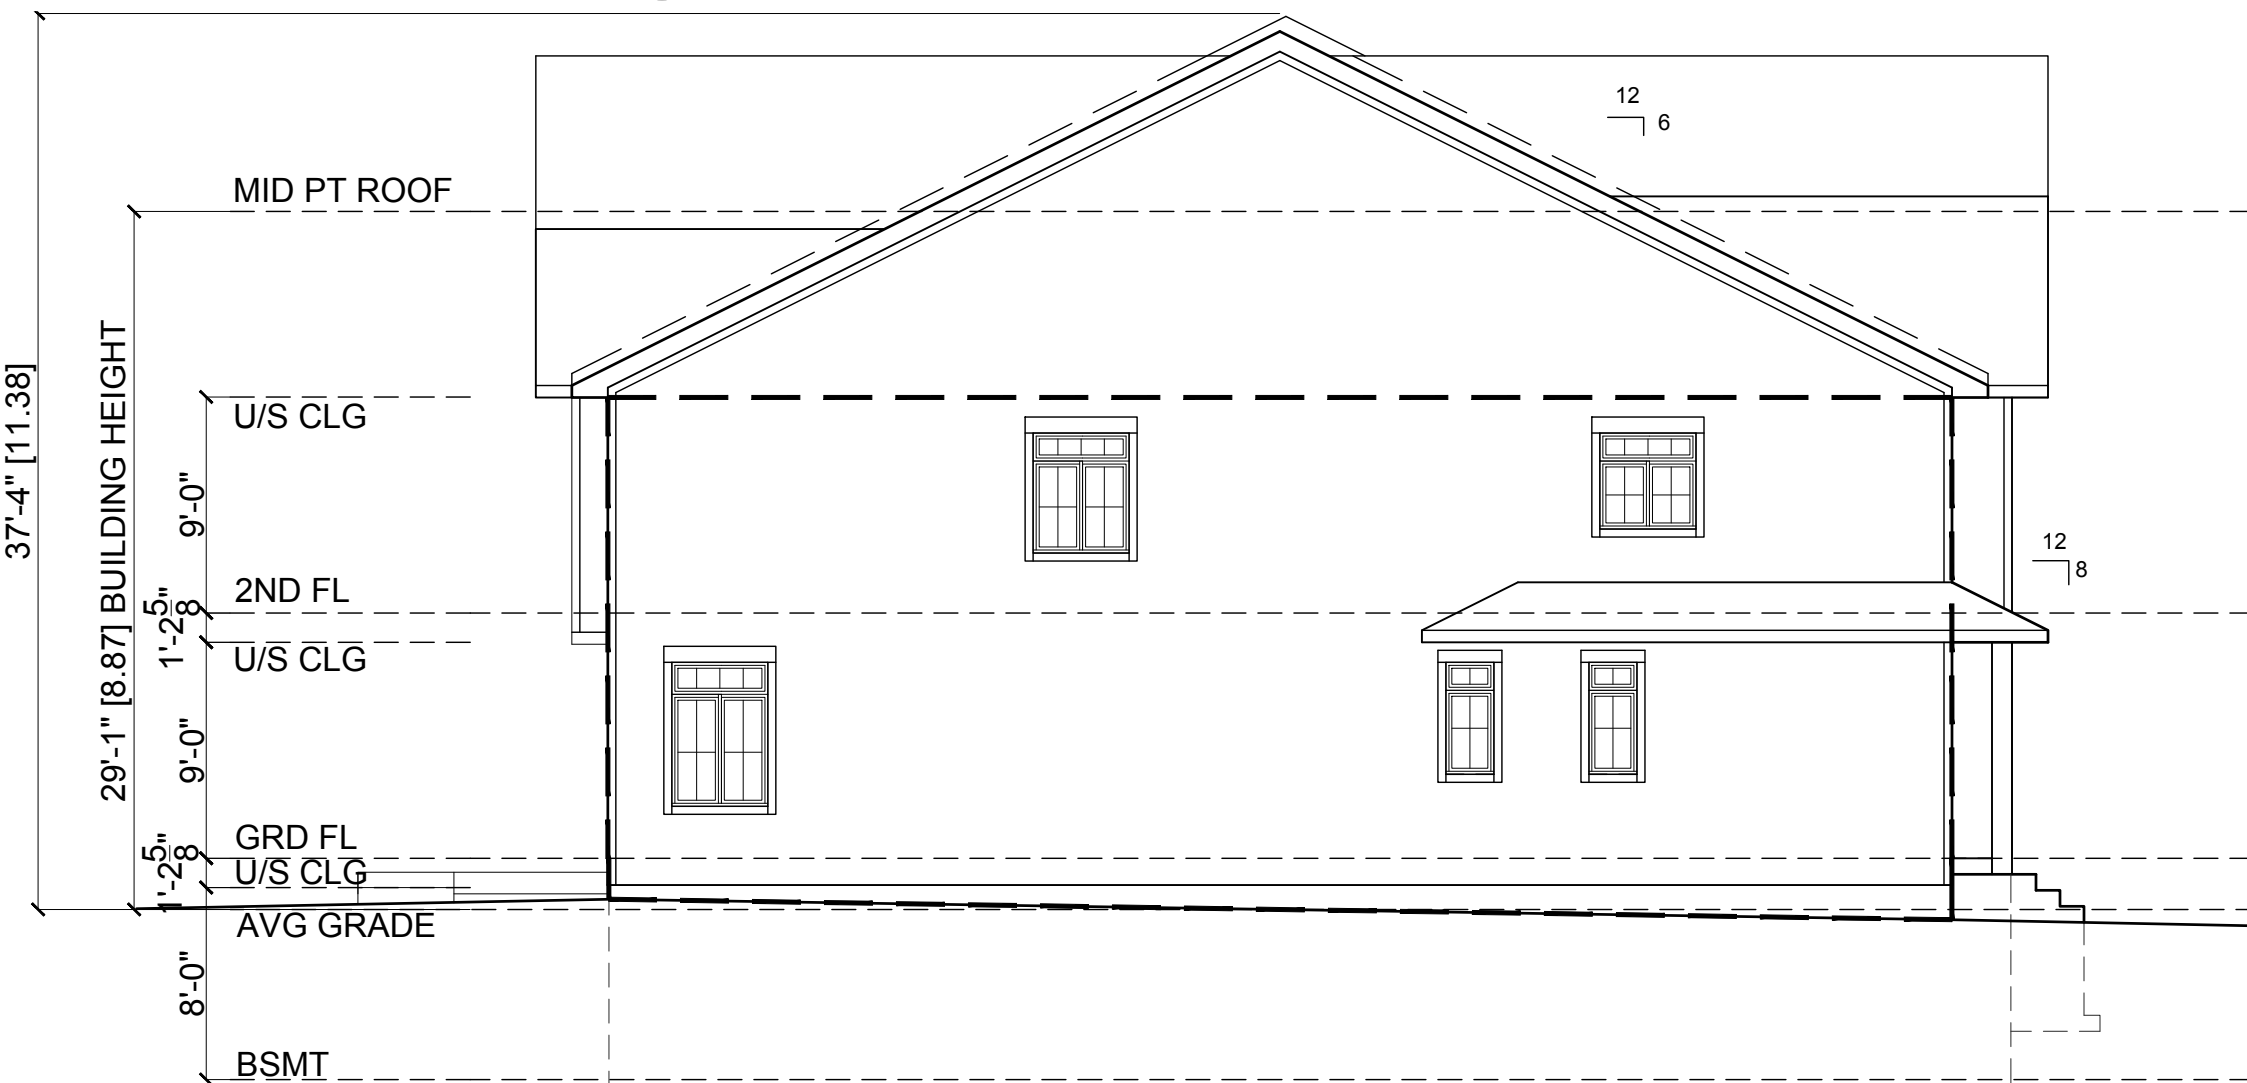 12
6
MID PT ROOF
37'-4" [11.38]
29'-1" [8.87] BUILDING HEIGHT
U/S CLG
9'-0"
12
8
2ND FL
1'-2 5/8"
U/S CLG
9'-0"
GRD FL
1'-2 5/8"
U/S CLG
AVG GRADE
8'-0"
BSMT